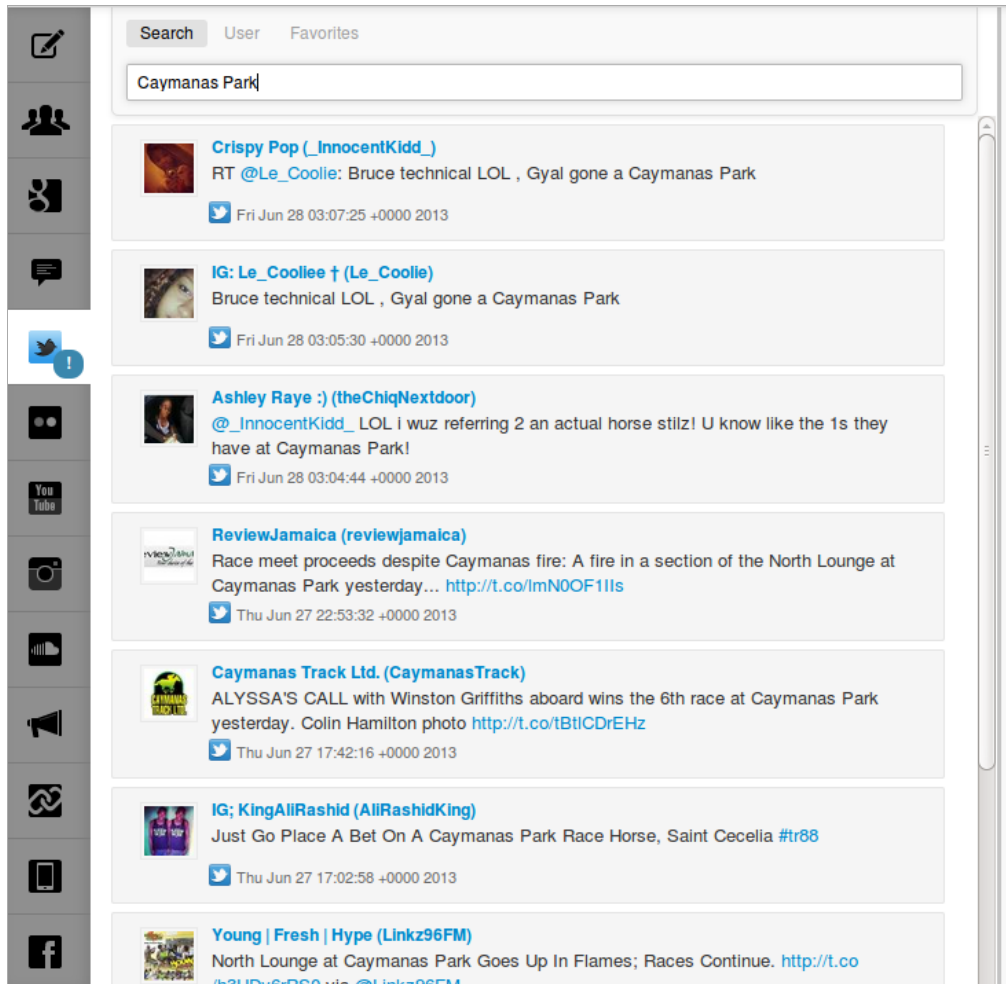 Search User Favorites
Caymanas Park
Crispy Pop (_InnocentKidd_)
RT @Le_Coolie: Bruce technical LOL , Gyal gone a Caymanas Park
Fri Jun 28 03:07:25 +0000 2013
IG: Le_Cooliee † (Le_Coolie)
Bruce technical LOL , Gyal gone a Caymanas Park
Fri Jun 28 03:05:30 +0000 2013
!
Ashley Raye :) (theChiqNextdoor)
@_InnocentKidd_ LOL i wuz referring 2 an actual horse stilz! U know like the 1s they
have at Caymanas Park!
Fri Jun 28 03:04:44 +0000 2013
You
Tube
ReviewJamaica (reviewjamaica)
Race meet proceeds despite Caymanas fire: A fire in a section of the North Lounge at
Caymanas Park yesterday... http://t.co/lmN0OF1IIs
Thu Jun 27 22:53:32 +0000 2013
Caymanas Track Ltd. (CaymanasTrack)
CAYMANAS
TRACK LTD.
ALYSSA'S CALL with Winston Griffiths aboard wins the 6th race at Caymanas Park
yesterday. Colin Hamilton photo http://t.co/tBtlCDrEHz
Thu Jun 27 17:42:16 +0000 2013
IG; KingAliRashid (AliRashidKing)
Just Go Place A Bet On A Caymanas Park Race Horse, Saint Cecelia #tr88
Thu Jun 27 17:02:58 +0000 2013
Young | Fresh | Hype (Linkz96FM)
North Lounge at Caymanas Park Goes Up In Flames; Races Continue. http://t.co
via @Linkz96FM